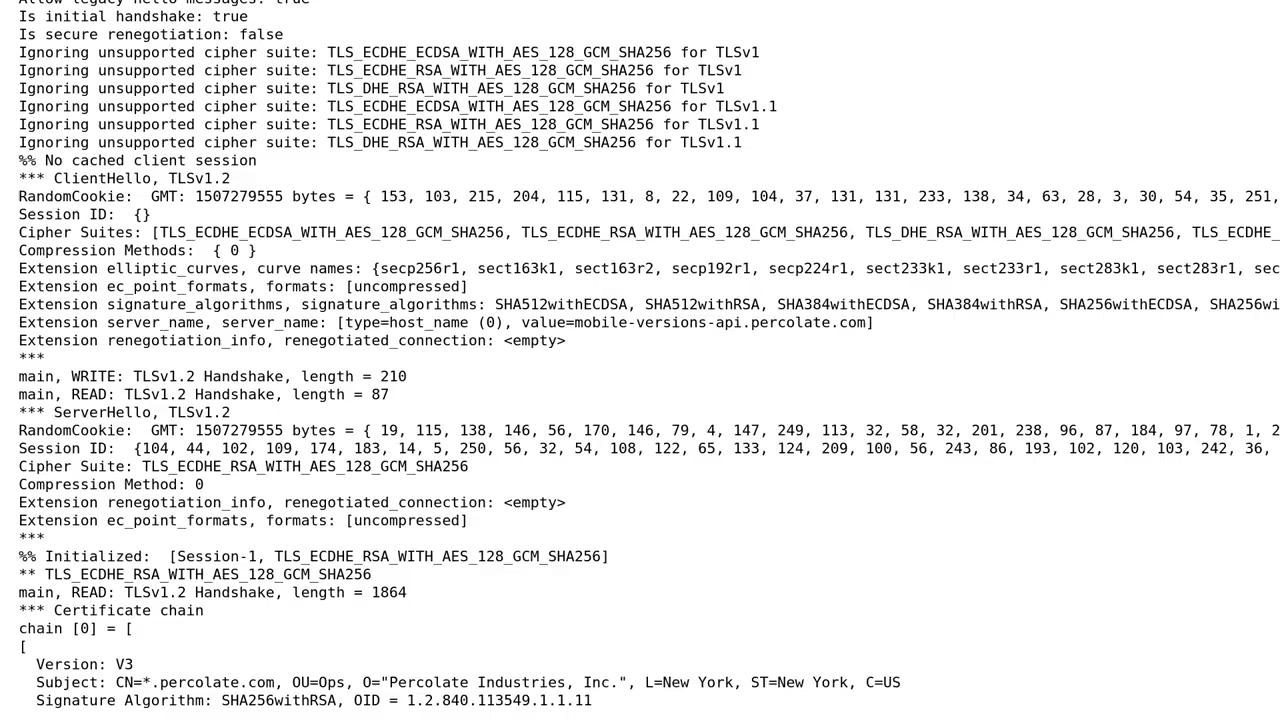 Allow legacy hello messages: true
Is initial handshake: true
Is secure renegotiation: false
Ignoring unsupported cipher suite: TLS_ECDHE_ECDSA_WITH_AES_128_GCM_SHA256 for TLSv1
Ignoring unsupported cipher suite: TLS_ECDHE_RSA_WITH_AES_128_GCM_SHA256 for TLSv1
Ignoring unsupported cipher suite: TLS_DHE_RSA_WITH_AES_128_GCM_SHA256 for TLSv1
Ignoring unsupported cipher suite: TLS_ECDHE_ECDSA_WITH_AES_128_GCM_SHA256 for TLSv1.1
Ignoring unsupported cipher suite: TLS_ECDHE_RSA_WITH_AES_128_GCM_SHA256 for TLSv1.1
Ignoring unsupported cipher suite: TLS_DHE_RSA_WITH_AES_128_GCM_SHA256 for TLSv1.1
%% No cached client session
*** ClientHello, TLSv1.2
RandomCookie:  GMT: 1507279555 bytes = { 153, 103, 215, 204, 115, 131, 8, 22, 109, 104, 37, 131, 131, 233, 138, 34, 63, 28, 3, 30, 54, 35, 251,
Session ID:  {}
Cipher Suites: [TLS_ECDHE_ECDSA_WITH_AES_128_GCM_SHA256, TLS_ECDHE_RSA_WITH_AES_128_GCM_SHA256, TLS_DHE_RSA_WITH_AES_128_GCM_SHA256, TLS_ECDHE_
Compression Methods:  { 0 }
Extension elliptic_curves, curve names: {secp256r1, sect163k1, sect163r2, secp192r1, secp224r1, sect233k1, sect233r1, sect283k1, sect283r1, sec
Extension ec_point_formats, formats: [uncompressed]
Extension signature_algorithms, signature_algorithms: SHA512withECDSA, SHA512withRSA, SHA384withECDSA, SHA384withRSA, SHA256withECDSA, SHA256wi
Extension server_name, server_name: [type=host_name (0), value=mobile-versions-api.percolate.com]
Extension renegotiation_info, renegotiated_connection: <empty>
***
main, WRITE: TLSv1.2 Handshake, length = 210
main, READ: TLSv1.2 Handshake, length = 87
*** ServerHello, TLSv1.2
RandomCookie:  GMT: 1507279555 bytes = { 19, 115, 138, 146, 56, 170, 146, 79, 4, 147, 249, 113, 32, 58, 32, 201, 238, 96, 87, 184, 97, 78, 1, 2
Session ID:  {104, 44, 102, 109, 174, 183, 14, 5, 250, 56, 32, 54, 108, 122, 65, 133, 124, 209, 100, 56, 243, 86, 193, 102, 120, 103, 242, 36,
Cipher Suite: TLS_ECDHE_RSA_WITH_AES_128_GCM_SHA256
Compression Method: 0
Extension renegotiation_info, renegotiated_connection: <empty>
Extension ec_point_formats, formats: [uncompressed]
***
%% Initialized:  [Session-1, TLS_ECDHE_RSA_WITH_AES_128_GCM_SHA256]
** TLS_ECDHE_RSA_WITH_AES_128_GCM_SHA256
main, READ: TLSv1.2 Handshake, length = 1864
*** Certificate chain
chain [0] = [
[
  Version: V3
  Subject: CN=*.percolate.com, OU=Ops, O="Percolate Industries, Inc.", L=New York, ST=New York, C=US
  Signature Algorithm: SHA256withRSA, OID = 1.2.840.113549.1.1.11